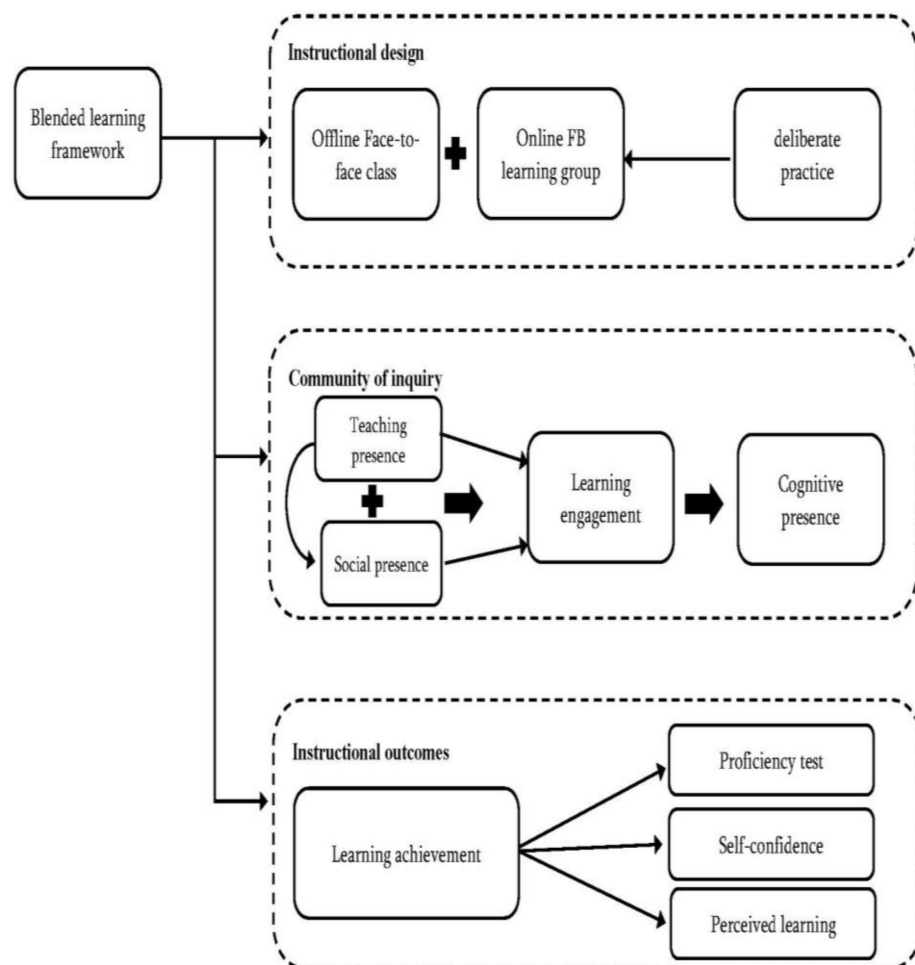 Instructional design
Blended learning
framework
Offline Face-to-
face class
Online FB
learning group
deliberate
practice
Community of inquiry
Teaching
presence
Social presence
Learning
engagement
Cognitive
presence
Instructional outcomes
Learning achievement
Proficiency test
Self-confidence
Perceived learning